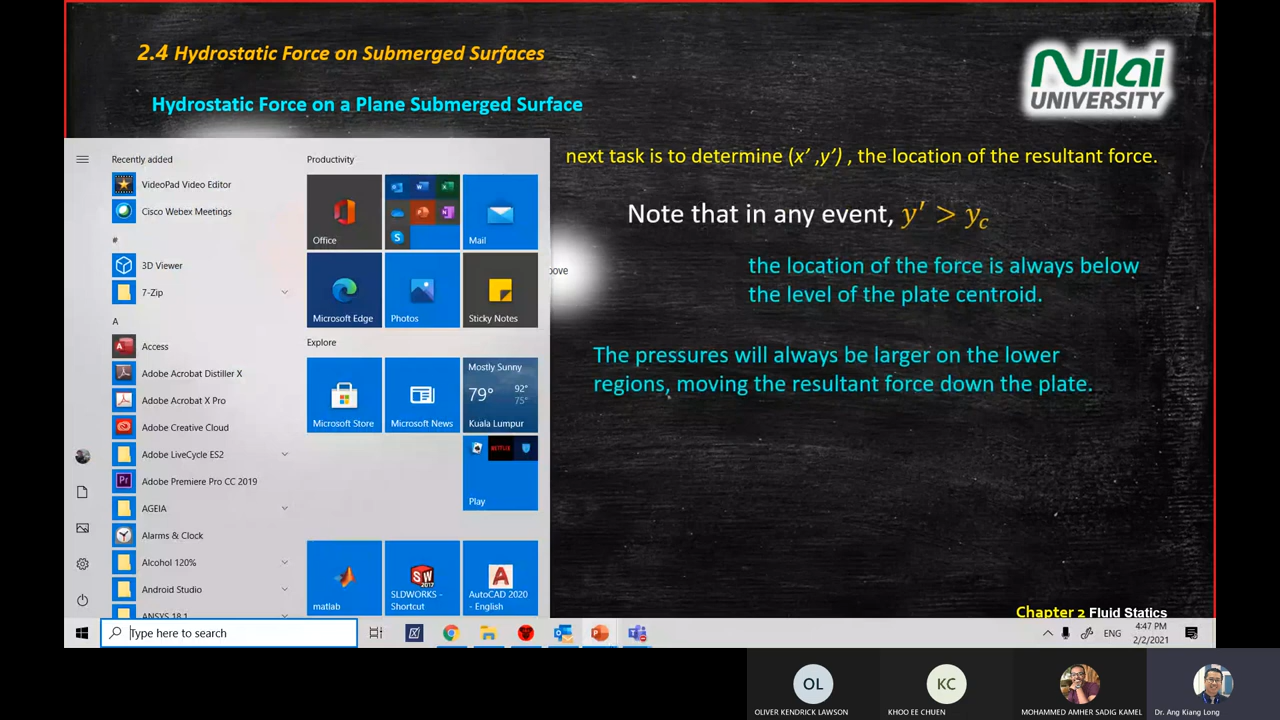 2.4 Hydrostatic Force on Submerged Surfaces
Nilai
UNIVERSITY
Hydrostatic Force on a Plane Submerged Surface
next task is to determine (x’ ,y’) , the location of the resultant force.
Note that in any event, y′ > yc
the location of the force is always below
the level of the plate centroid.
The pressures will always be larger on the lower
regions, moving the resultant force down the plate.
Recently added
VideoPad Video Editor
Cisco Webex Meetings
#
3D Viewer
7-Zip
A
Access
Adobe Acrobat Distiller X
Adobe Acrobat X Pro
Adobe Creative Cloud
Adobe LiveCycle ES2
Adobe Premiere Pro CC 2019
AGEIA
Alarms & Clock
Alcohol 120%
Android Studio
ANSYS 18.1
Productivity
Office
Mail
Microsoft Edge
Photos
Sticky Notes
Explore
Microsoft Store
Microsoft News
Mostly Sunny
79° 92°
75°
Kuala Lumpur
NETFLIX
Play
matlab
SW
2017
SLDWORKS -
Shortcut
A
AutoCAD 2020
- English
Chapter 2 Fluid Statics
Type here to search
ENG
4:47 PM
2/2/2021
OL
OLIVER KENDRICK LAWSON
KC
KHOO EE CHUEN
MOHAMMED AMHER SADIG KAMEL
Dr. Ang Kiang Long